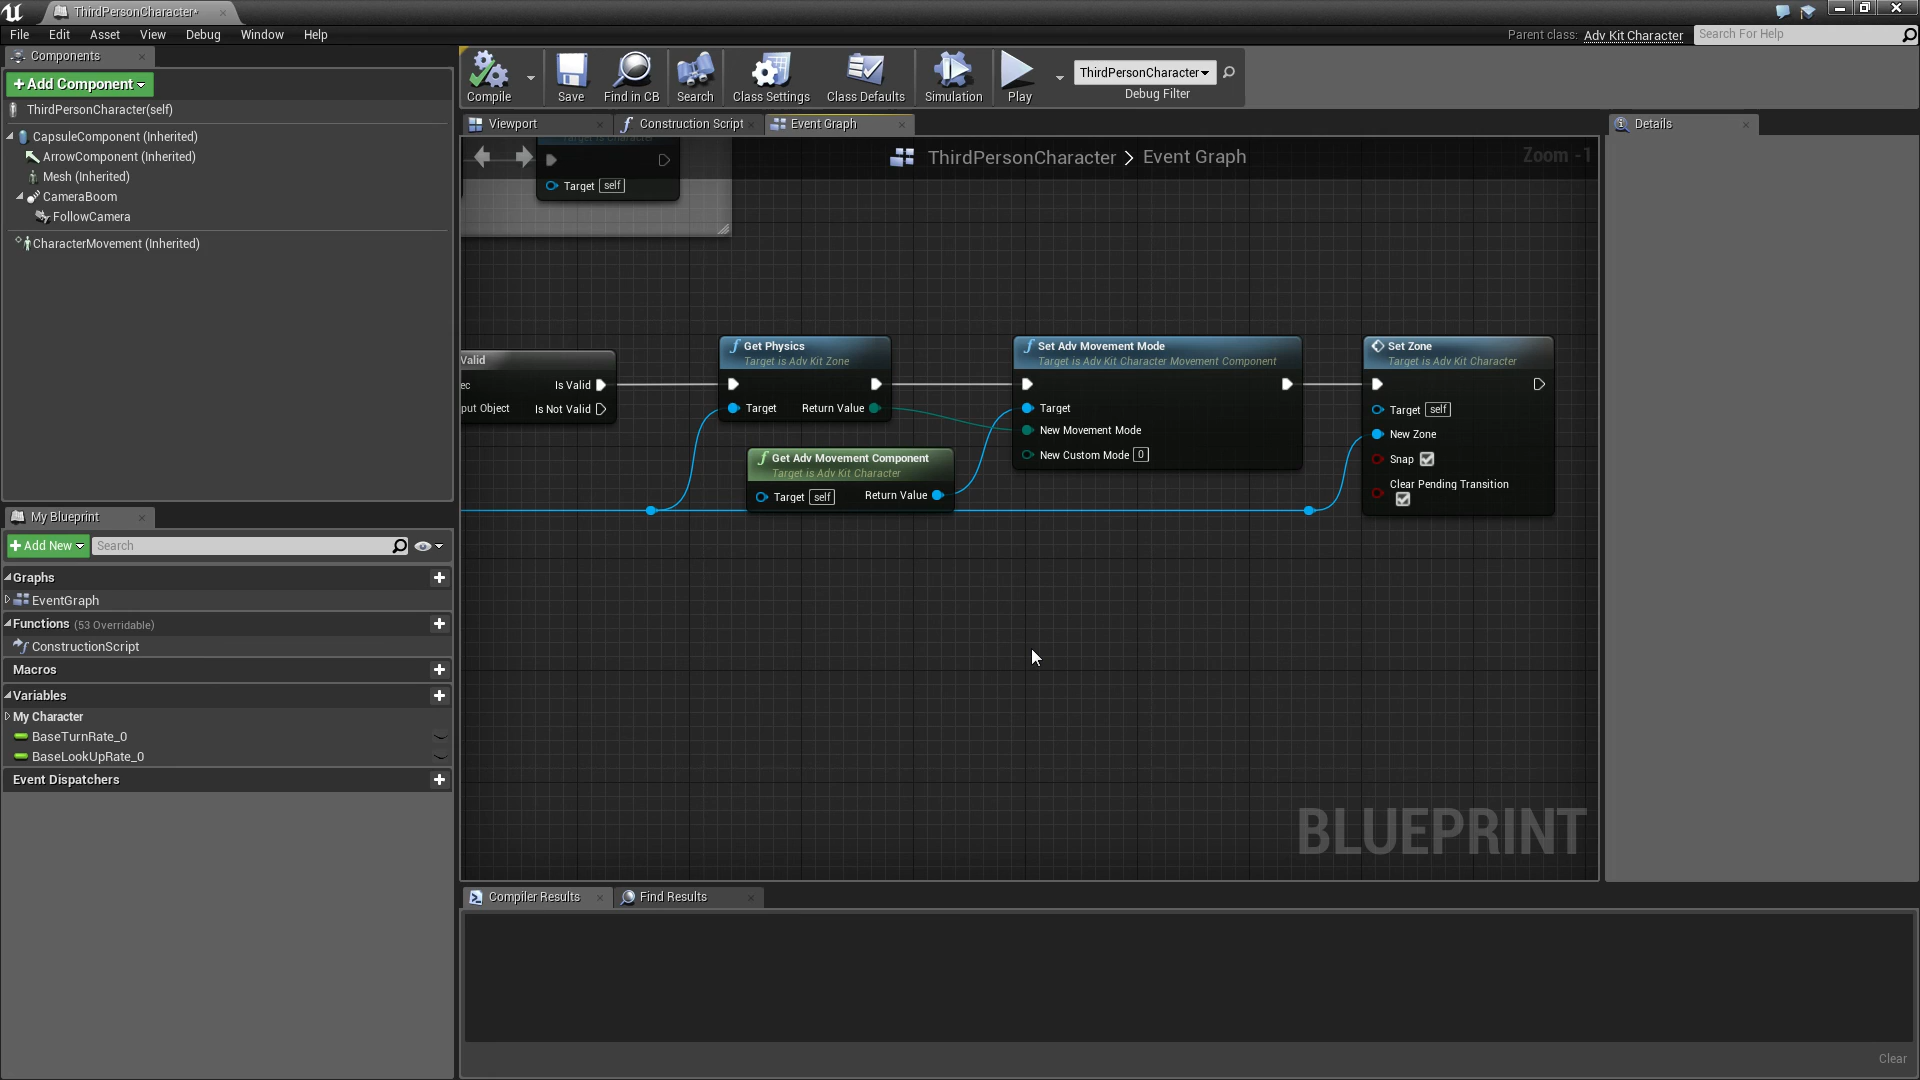 ThirdPersonCharacter*
File Edit Asset View Debug Window Help
Parent class: Adv Kit Character
Search For Help
Components
+Add Component
ThirdPersonCharacter(self)
CapsuleComponent (Inherited)
ArrowComponent (Inherited)
Mesh (Inherited)
CameraBoom
FollowCamera
CharacterMovement (Inherited)
Compile
Save
Find in CB
Search
Class Settings
Class Defaults
Simulation
Play
ThirdPersonCharacter
Debug Filter
Viewport
Construction Script
Event Graph
Details
ThirdPersonCharacter > Event Graph
Zoom -1
Target is Character
Target self
Valid
ec
Is Valid
put Object
Is Not Valid
Get Physics
Target is Adv Kit Zone
Target
Return Value
Get Adv Movement Component
Target is Adv Kit Character
Target self
Return Value
Set Adv Movement Mode
Target is Adv Kit Character Movement Component
Target
New Movement Mode
New Custom Mode 0
Set Zone
Target is Adv Kit Character
Target self
New Zone
Snap
Clear Pending Transition
BLUEPRINT
My Blueprint
+Add New
Search
Graphs
EventGraph
Functions (53 Overridable)
ConstructionScript
Macros
Variables
My Character
BaseTurnRate_0
BaseLookUpRate_0
Event Dispatchers
Compiler Results
Find Results
Clear